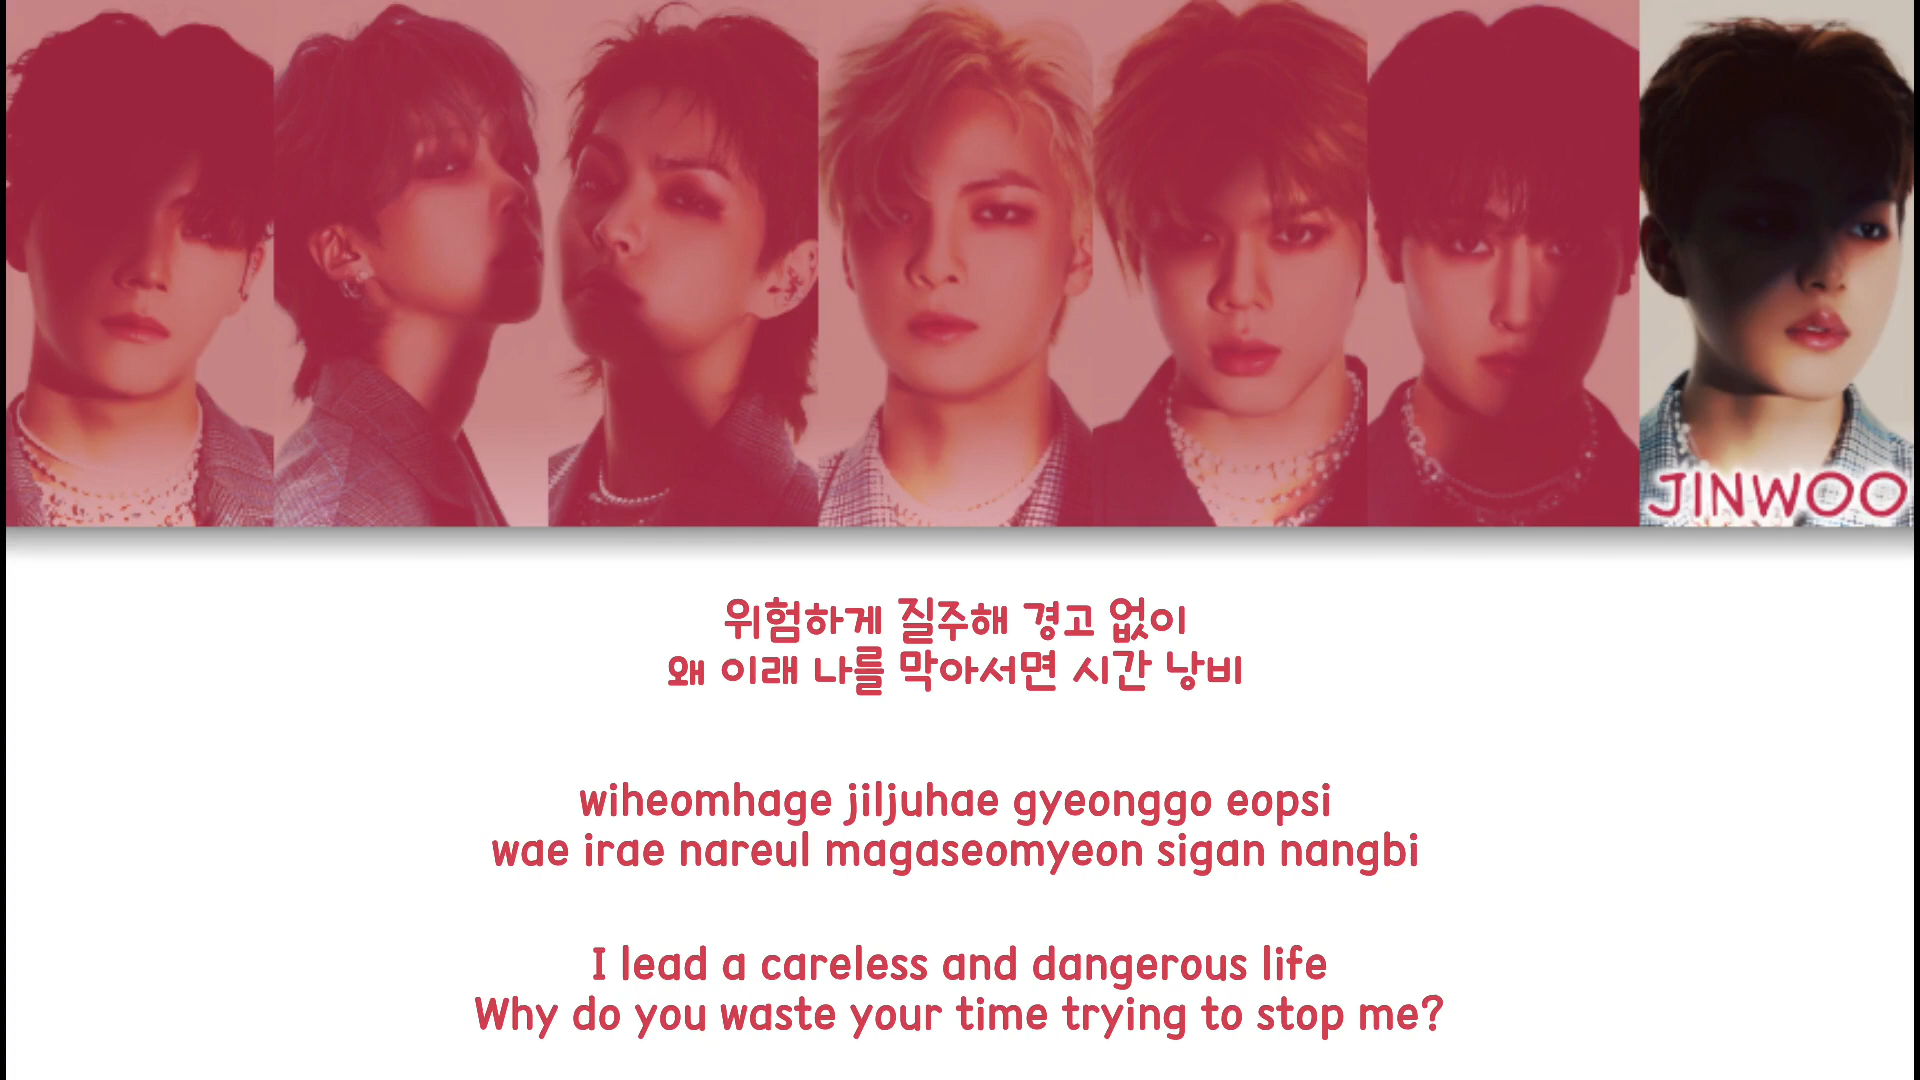 JINWOO
위험하게 질주해 경고 없이
왜 이래 나를 막아서면 시간 낭비
wiheomhage jiljuhae gyeonggo eopsi
wae irae nareul magaseomyeon sigan nangbi
I lead a careless and dangerous life
Why do you waste your time trying to stop me?